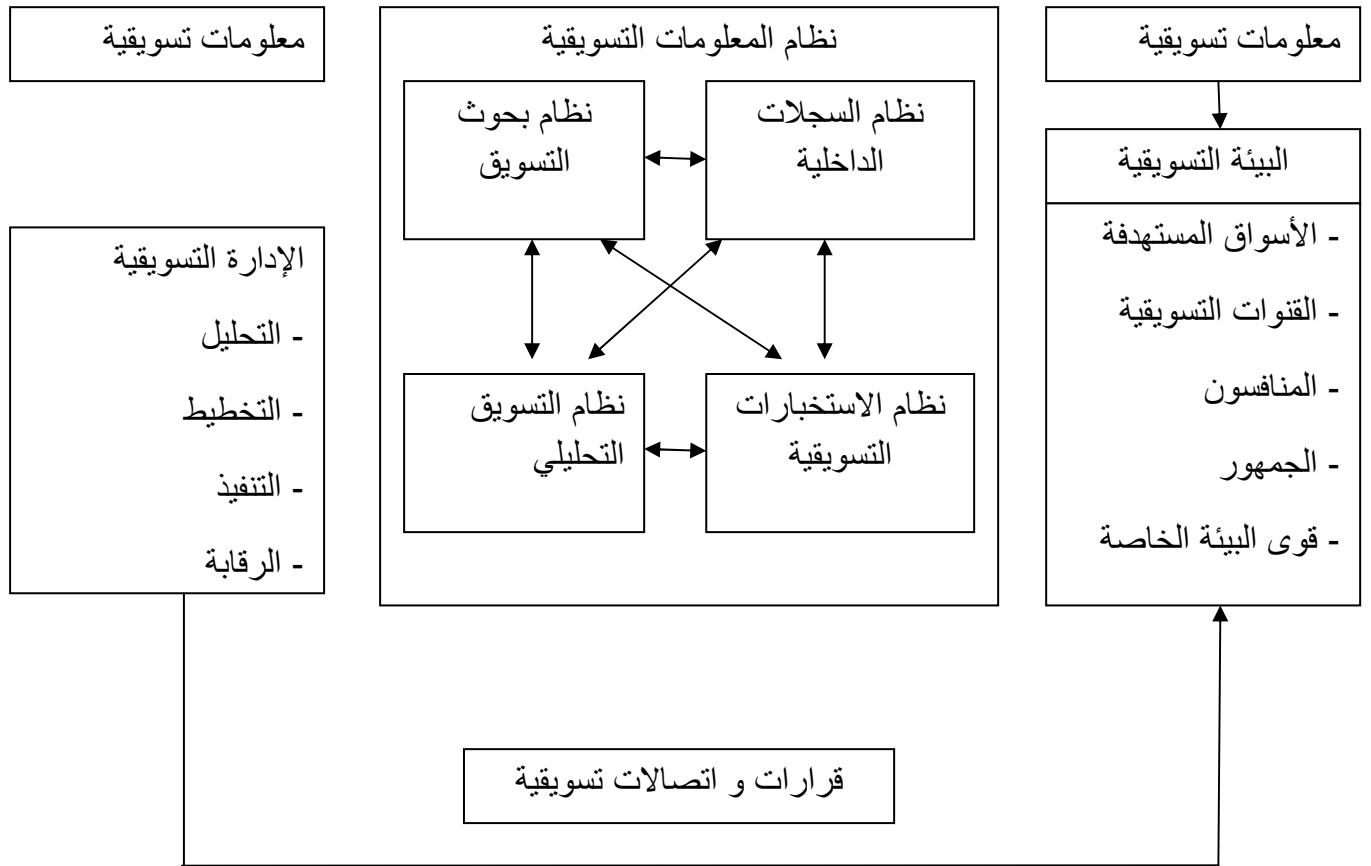 معلومات تسويقية
نظام المعلومات التسويقية
معلومات تسويقية
نظام السجلات
الداخلية
نظام بحوث
التسويق
البيئة التسويقية
- الأسواق المستهدفة
- القنوات التسويقية
- المنافسون
- الجمهور
- قوى البيئة الخاصة
نظام الاستخبارات
التسويقية
نظام التسويق
التحليلي
الإدارة التسويقية
- التحليل
- التخطيط
- التنفيذ
- الرقابة
قرارات و اتصالات تسويقية